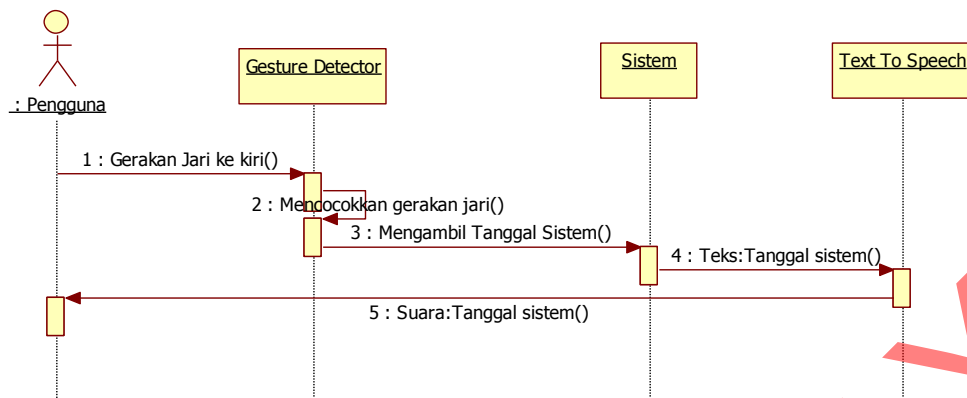 : Pengguna
Gesture Detector
Sistem
Text To Speech
1 : Gerakan Jari ke kiri()
2 : Mencocokkan gerakan jari()
3 : Mengambil Tanggal Sistem()
4 : Teks:Tanggal sistem()
5 : Suara:Tanggal sistem()